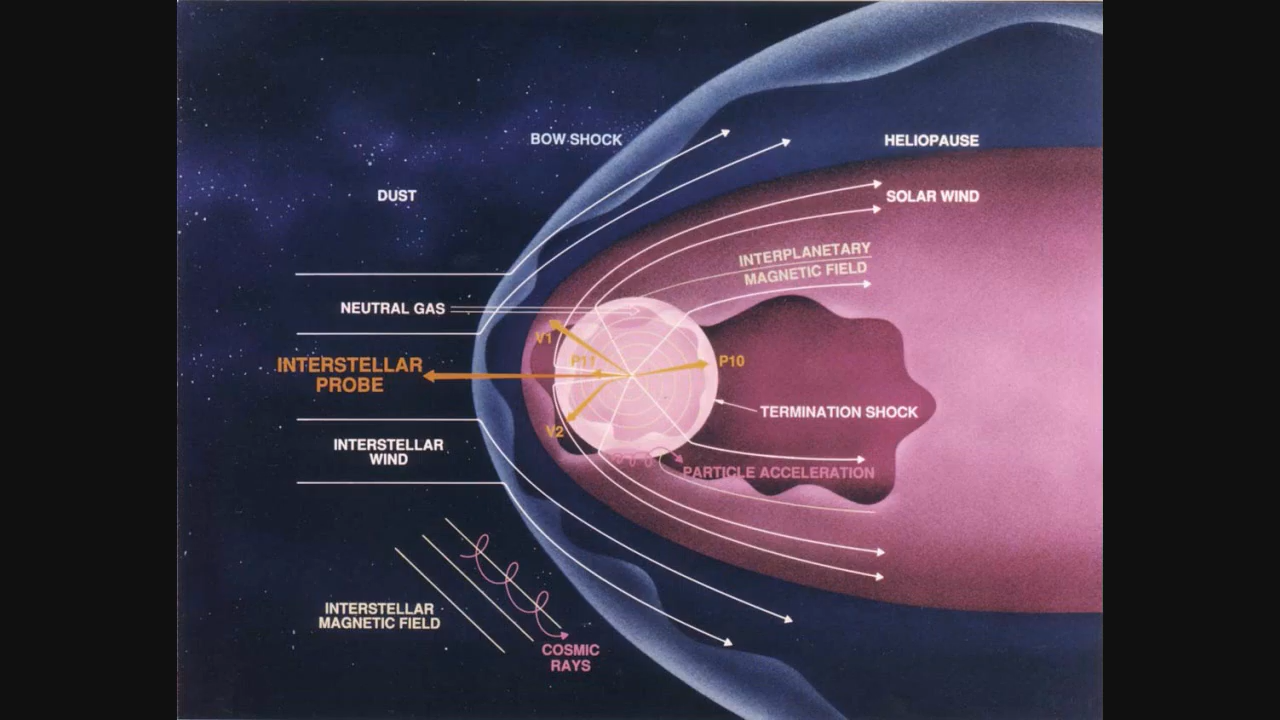 BOW SHOCK
HELIOPAUSE
DUST
SOLAR WIND
INTERPLANETARY
MAGNETIC FIELD
NEUTRAL GAS
V1
P11
P10
INTERSTELLAR
PROBE
TERMINATION SHOCK
V2
INTERSTELLAR
WIND
PARTICLE ACCELERATION
INTERSTELLAR
MAGNETIC FIELD
COSMIC
RAYS